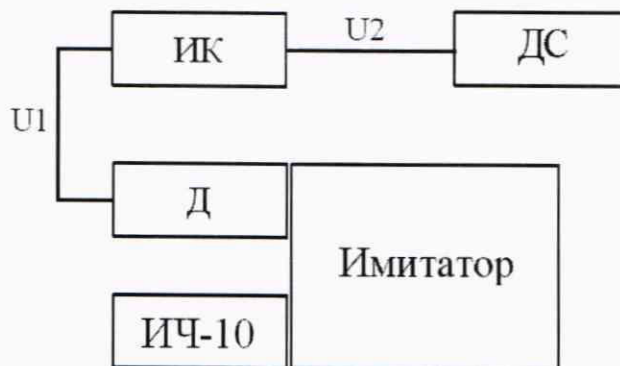 ИК
U2
ДС
U1
Д
Имитатор
ИЧ-10